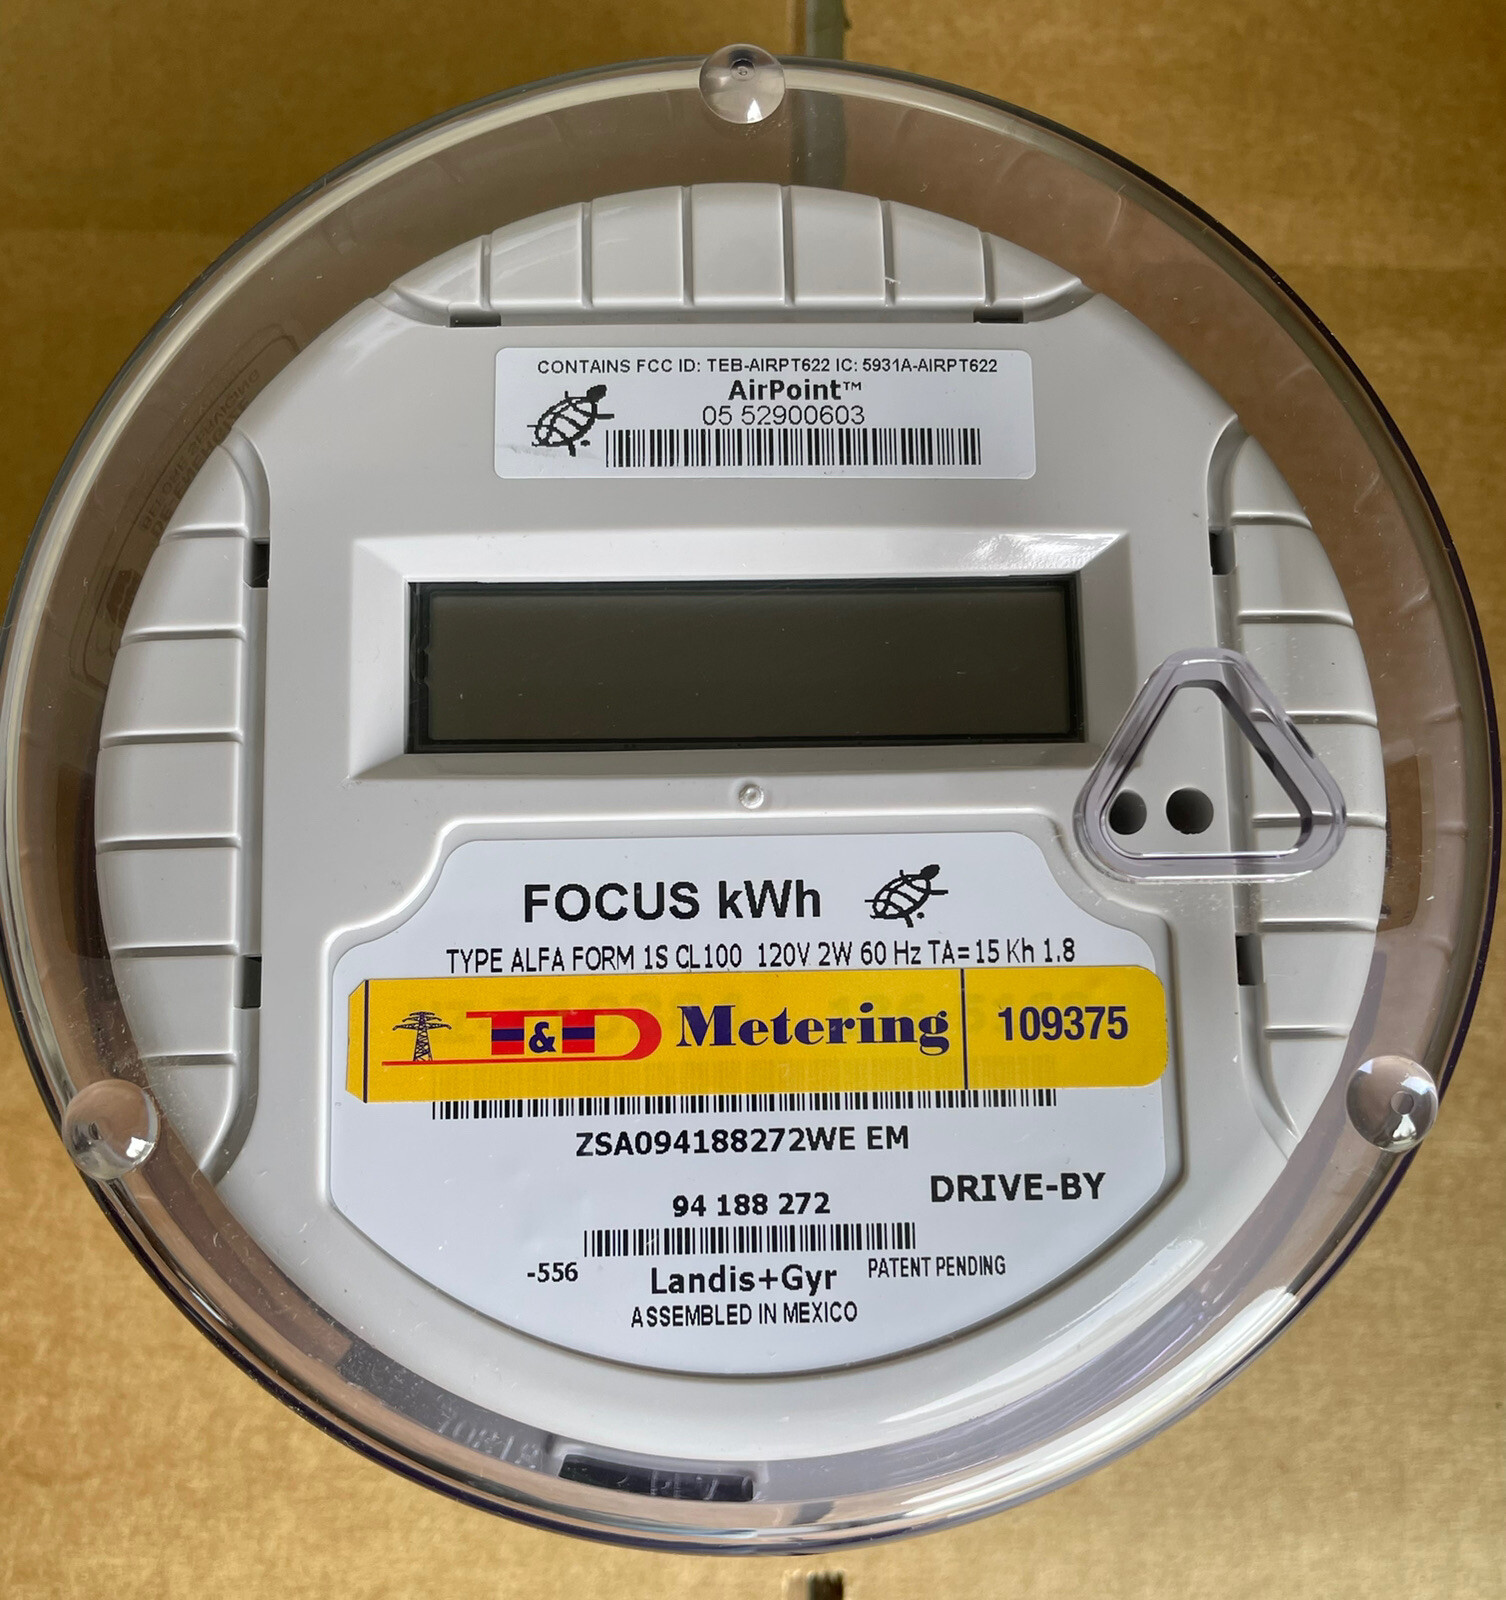 CONTAINS FCC ID: TEB-AIRPT622 IC: 5931A-AIRPT622
AirPoint™
05 52900603
FOCUS kWh
TYPE ALFA FORM 1S CL100 120V 2W 60 Hz TA=15 Kh 1.8
T&D Metering 109375
ZSA094188272WE EM
94 188 272
DRIVE-BY
-556
Landis+Gyr
PATENT PENDING
ASSEMBLED IN MEXICO